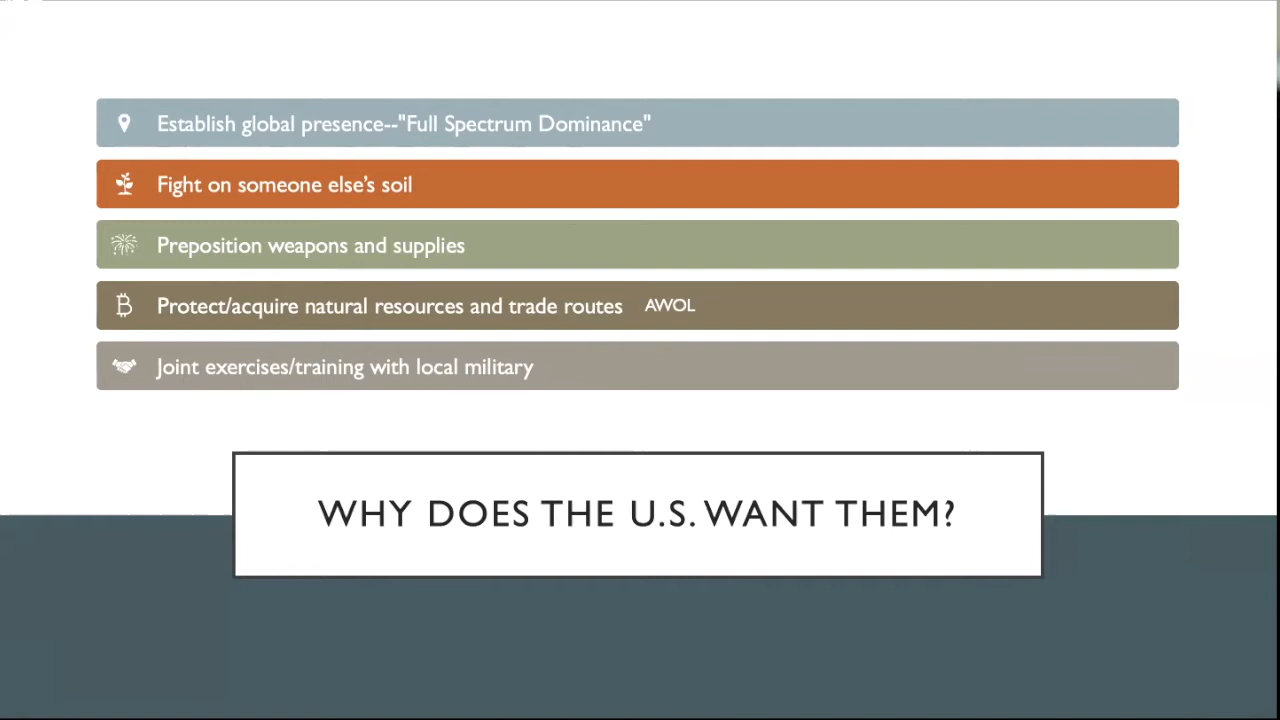 Establish global presence--"Full Spectrum Dominance"
Fight on someone else’s soil
Preposition weapons and supplies
Protect/acquire natural resources and trade routes AWOL
Joint exercises/training with local military
WHY DOES THE U.S. WANT THEM?